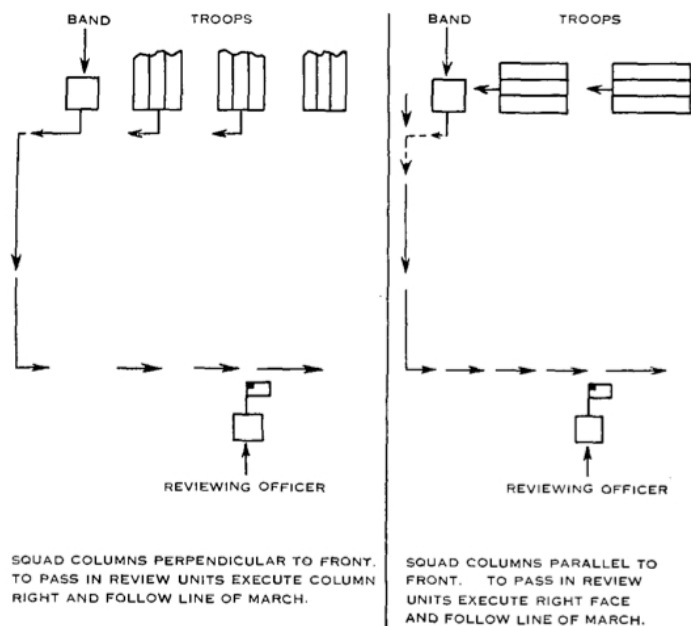 BAND TROOPS
REVIEWING OFFICER
SQUAD COLUMNS PERPENDICULAR TO FRONT.
TO PASS IN REVIEW UNITS EXECUTE COLUMN
RIGHT AND FOLLOW LINE OF MARCH.
BAND TROOPS
REVIEWING OFFICER
SQUAD COLUMNS PARALLEL TO
FRONT. TO PASS IN REVIEW
UNITS EXECUTE RIGHT FACE
AND FOLLOW LINE OF MARCH.